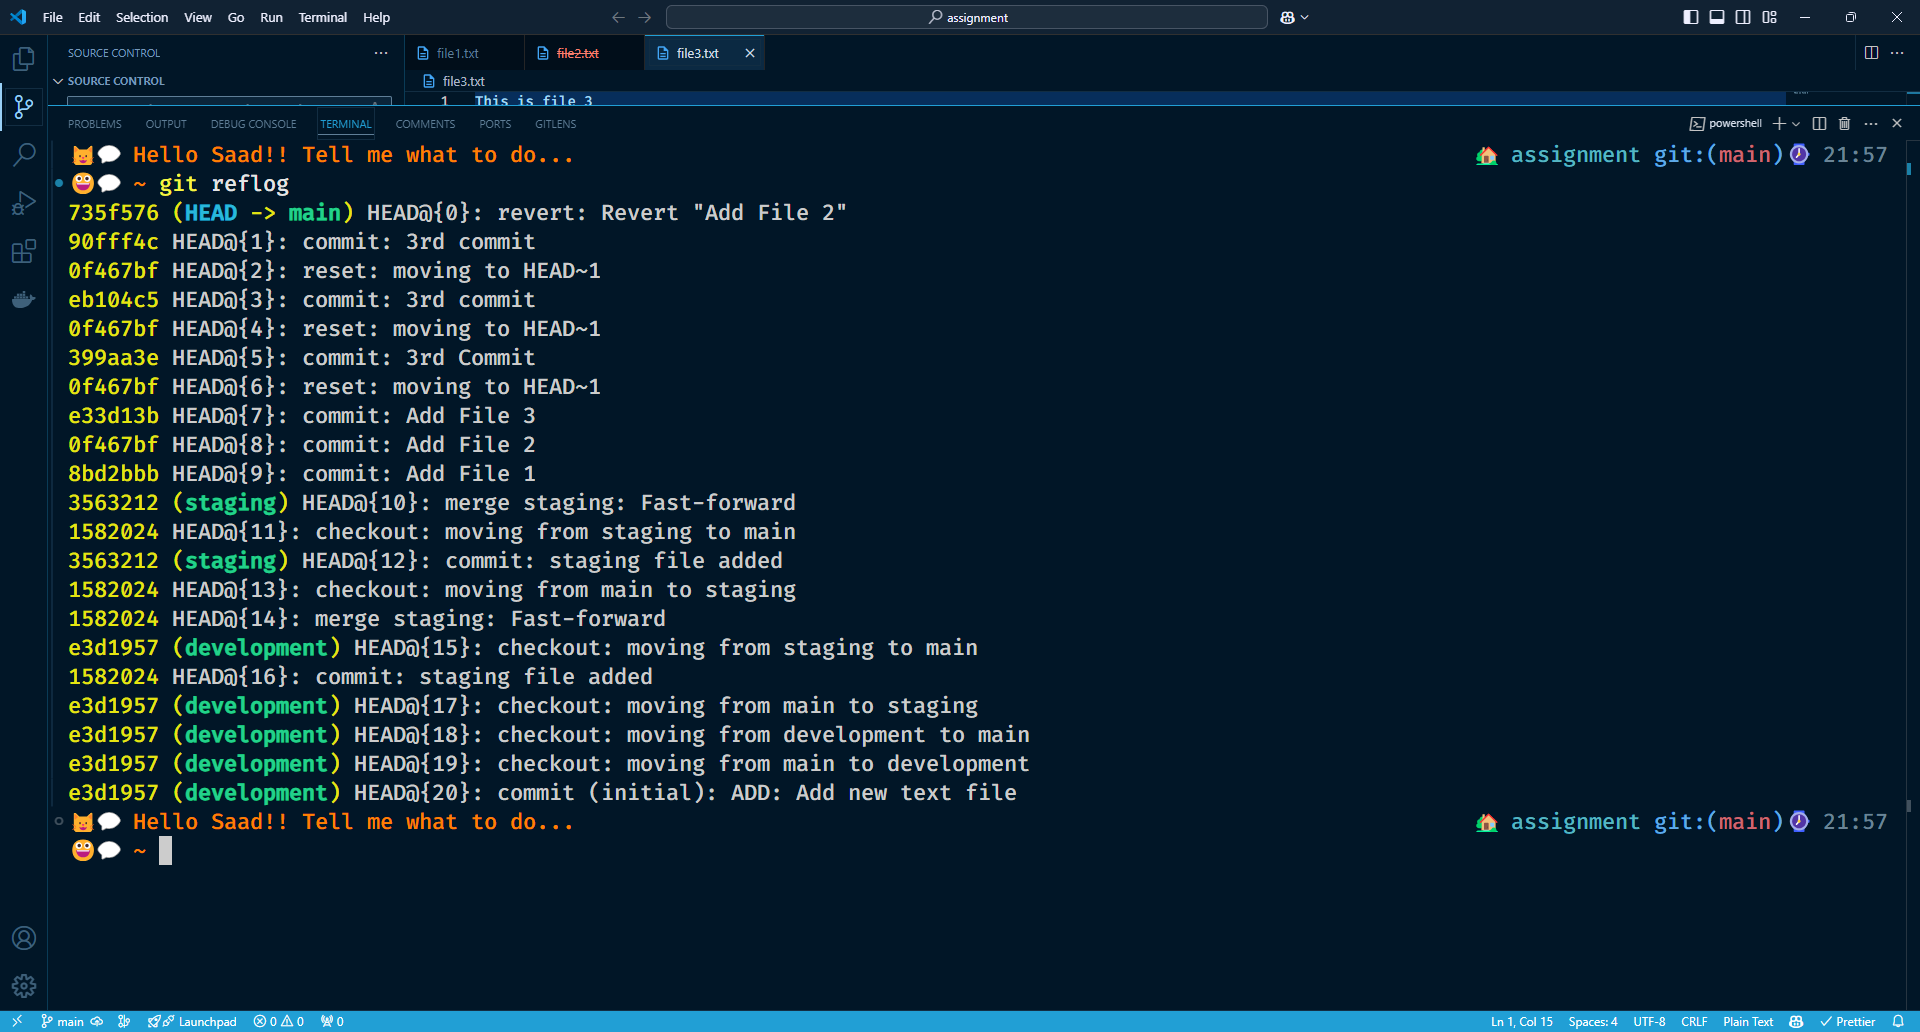 File Edit Selection View Go Run Terminal Help
assignment
SOURCE CONTROL
SOURCE CONTROL
file1.txt
file2.txt
file3.txt
file3.txt
1 This is file 3
PROBLEMS OUTPUT DEBUG CONSOLE TERMINAL COMMENTS PORTS GITLENS
powershell
Hello Saad!! Tell me what to do... assignment git:(main) 21:57
~ git reflog
735f576 (HEAD -> main) HEAD@{0}: revert: Revert "Add File 2"
90fff4c HEAD@{1}: commit: 3rd commit
0f467bf HEAD@{2}: reset: moving to HEAD~1
eb104c5 HEAD@{3}: commit: 3rd commit
0f467bf HEAD@{4}: reset: moving to HEAD~1
399aa3e HEAD@{5}: commit: 3rd Commit
0f467bf HEAD@{6}: reset: moving to HEAD~1
e33d13b HEAD@{7}: commit: Add File 3
0f467bf HEAD@{8}: commit: Add File 2
8bd2bbb HEAD@{9}: commit: Add File 1
3563212 (staging) HEAD@{10}: merge staging: Fast-forward
1582024 HEAD@{11}: checkout: moving from staging to main
3563212 (staging) HEAD@{12}: commit: staging file added
1582024 HEAD@{13}: checkout: moving from main to staging
1582024 HEAD@{14}: merge staging: Fast-forward
e3d1957 (development) HEAD@{15}: checkout: moving from staging to main
1582024 HEAD@{16}: commit: staging file added
e3d1957 (development) HEAD@{17}: checkout: moving from main to staging
e3d1957 (development) HEAD@{18}: checkout: moving from development to main
e3d1957 (development) HEAD@{19}: checkout: moving from main to development
e3d1957 (development) HEAD@{20}: commit (initial): ADD: Add new text file
Hello Saad!! Tell me what to do... assignment git:(main) 21:57
~
main Launchpad 0 0 0 Ln 1, Col 15 Spaces: 4 UTF-8 CRLF Plain Text Prettier